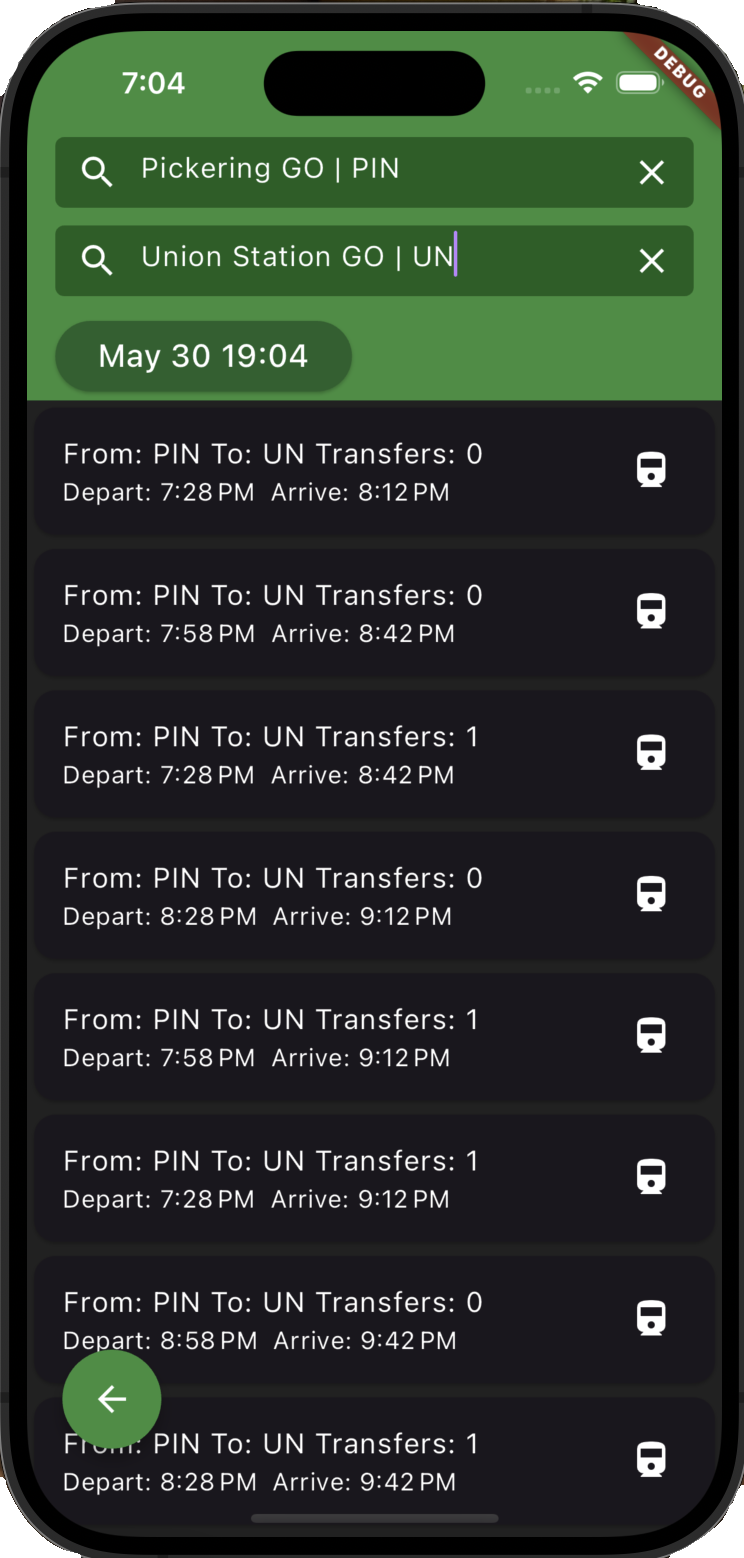 7:04
DEBUG
Pickering GO | PIN
Union Station GO | UN
May 30 19:04
From: PIN To: UN Transfers: 0
Depart: 7:28 PM Arrive: 8:12 PM
From: PIN To: UN Transfers: 0
Depart: 7:58 PM Arrive: 8:42 PM
From: PIN To: UN Transfers: 1
Depart: 7:28 PM Arrive: 8:42 PM
From: PIN To: UN Transfers: 0
Depart: 8:28 PM Arrive: 9:12 PM
From: PIN To: UN Transfers: 1
Depart: 7:58 PM Arrive: 9:12 PM
From: PIN To: UN Transfers: 1
Depart: 7:28 PM Arrive: 9:12 PM
From: PIN To: UN Transfers: 0
Depart: 8:58 PM Arrive: 9:42 PM
From: PIN To: UN Transfers: 1
Depart: 8:28 PM Arrive: 9:42 PM